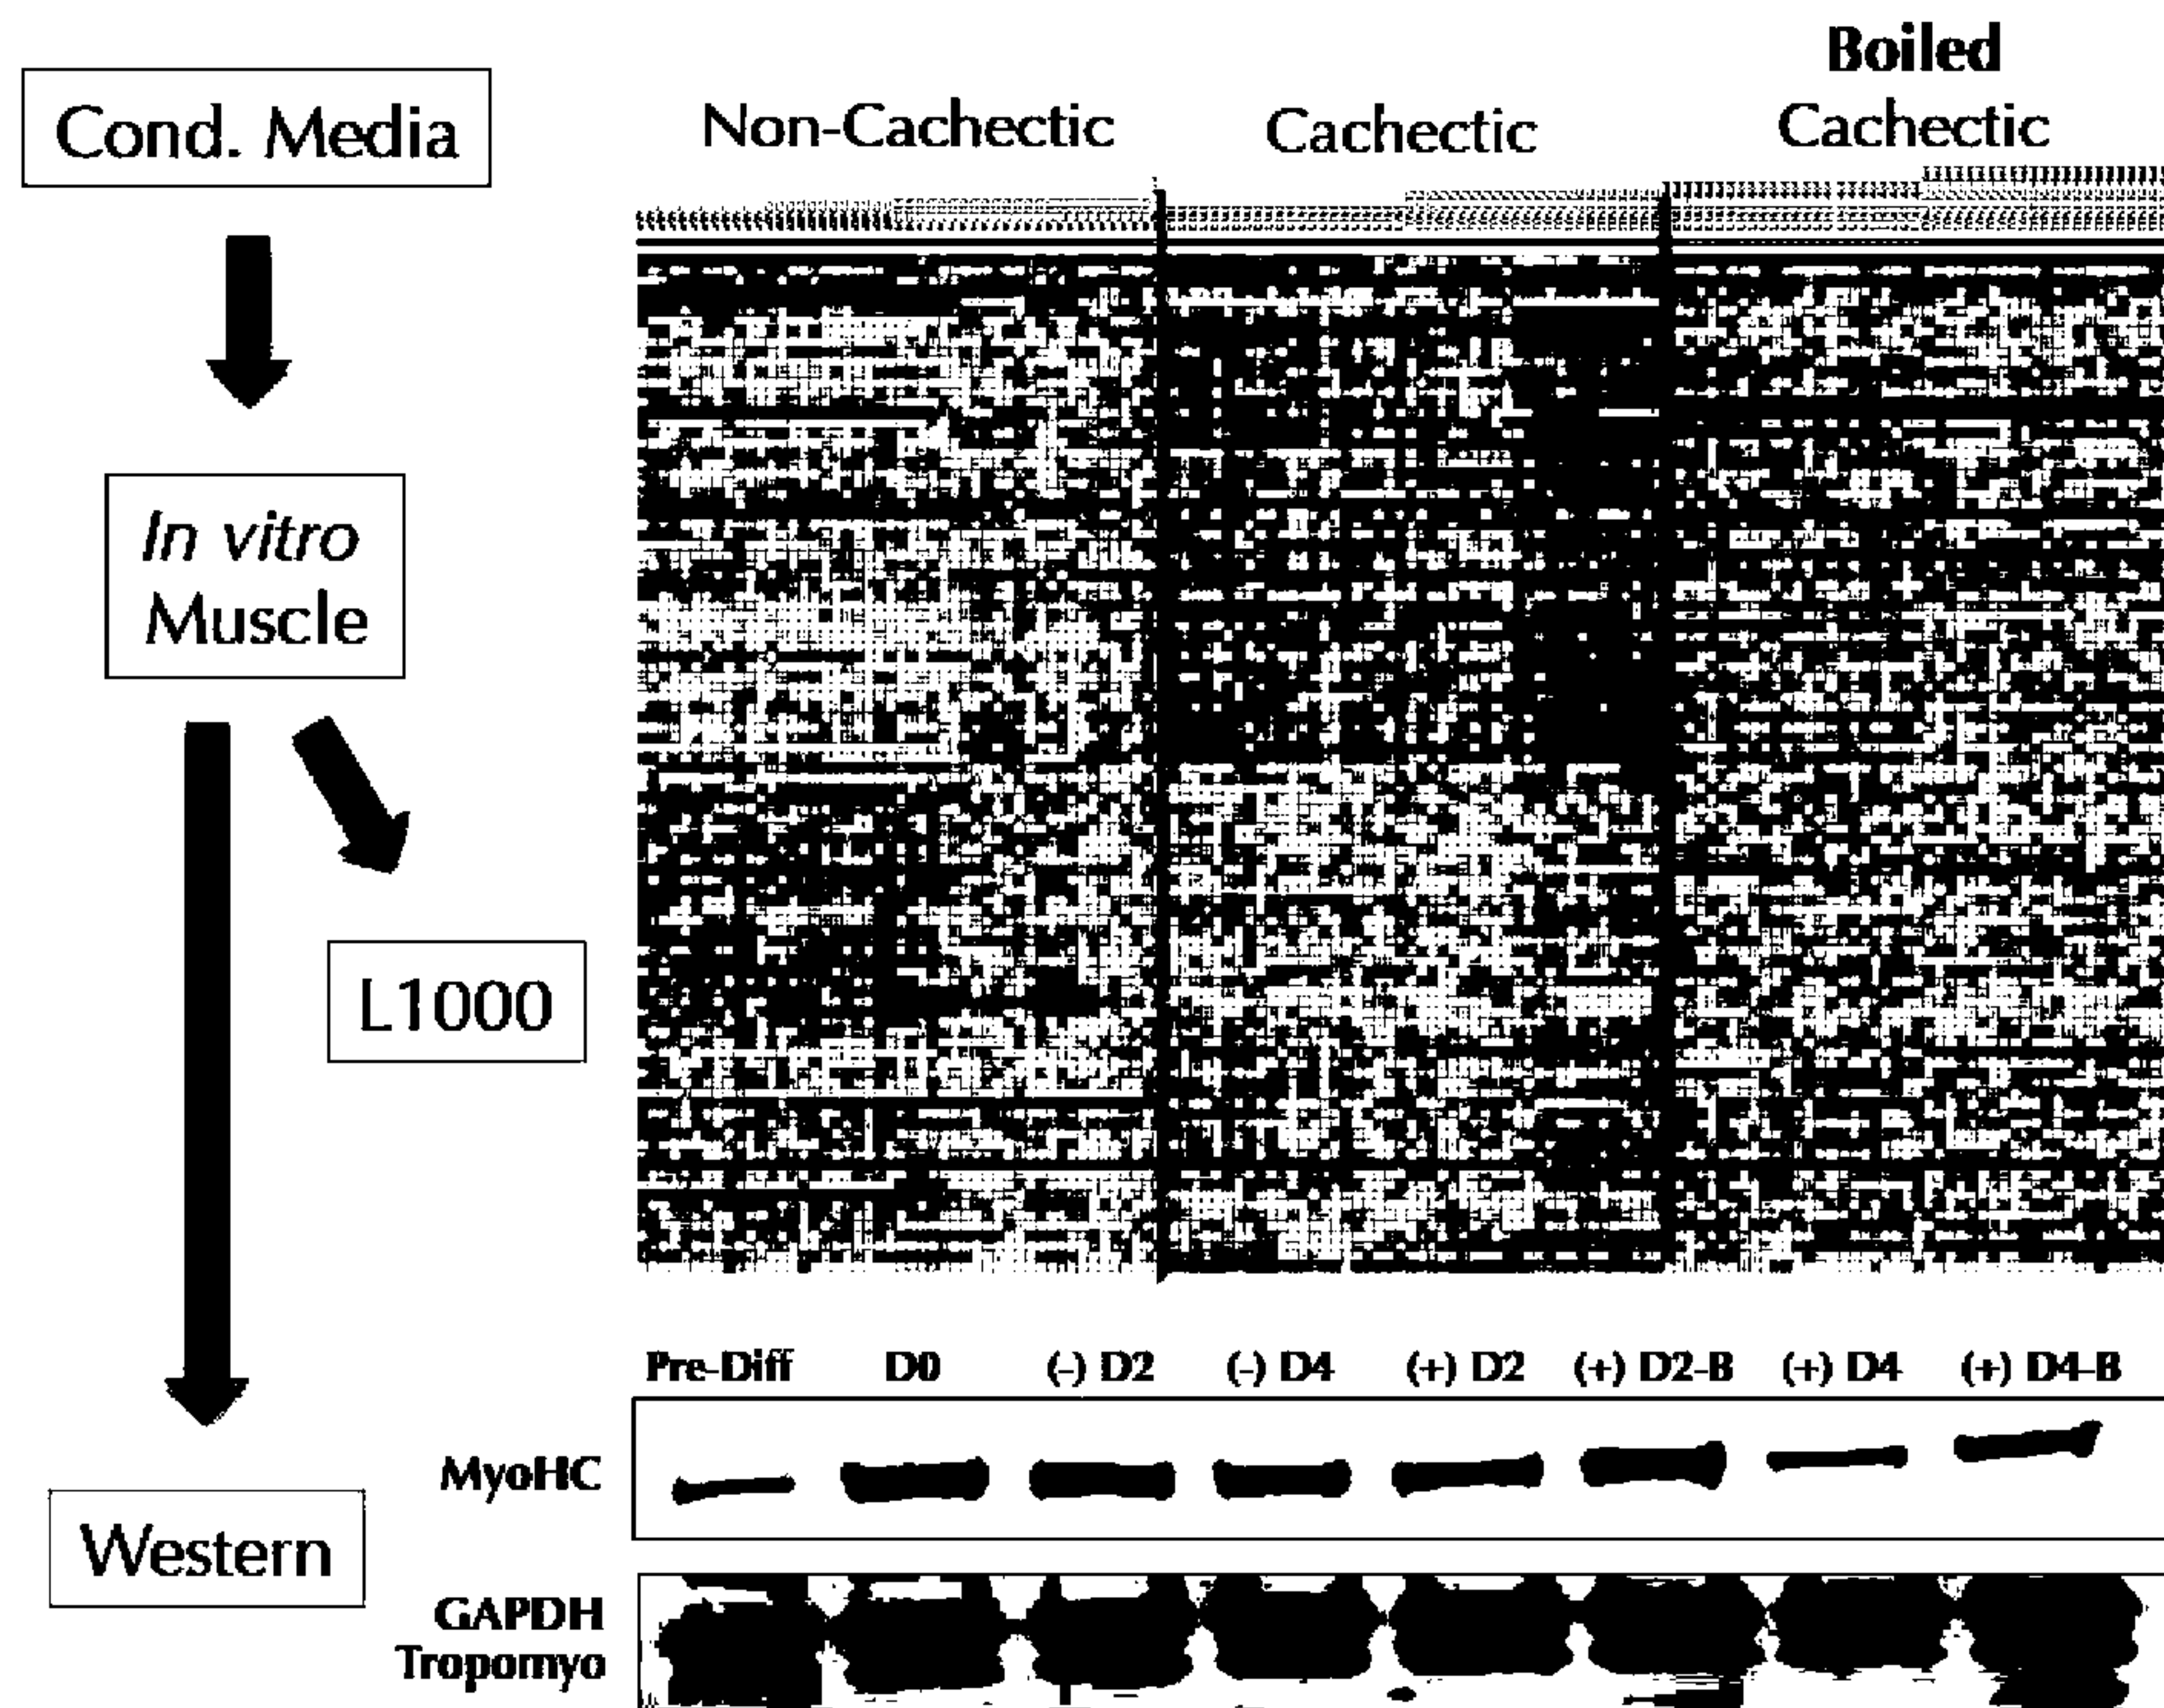 Boiled
Cond. Media
Non-Cachectic
Cachectic
Cachectic
In vitro
Muscle
L1000
Pre-Diff
D0
(-) D2
(-) D4
(+) D2
(+) D2-B
(+) D4
(+) D4-B
MyoHC
Western
GAPDH
Tropomyo